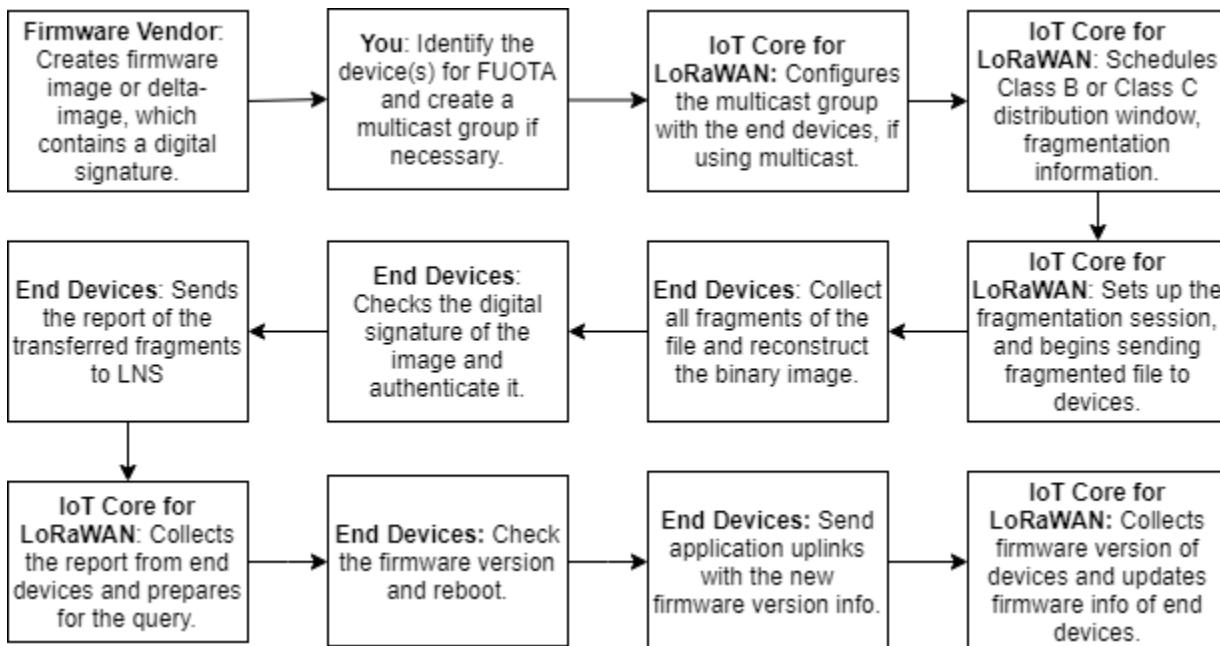 Firmware Vendor:
Creates firmware
image or delta-
image, which
contains a digital
signature.
You: Identify the
device(s) for FUOTA
and create a
multicast group if
necessary.
IoT Core for
LoRaWAN: Configures
the multicast group
with the end devices, if
using multicast.
IoT Core for
LoRaWAN: Schedules
Class B or Class C
distribution window,
fragmentation
information.
IoT Core for
LoRaWAN: Sets up the
fragmentation session,
and begins sending
fragmented file to
devices.
End Devices: Collect
all fragments of the
file and reconstruct
the binary image.
End Devices:
Checks the digital
signature of the
image and
authenticate it.
End Devices: Sends
the report of the
transferred fragments
to LNS
IoT Core for
LoRaWAN: Collects
the report from end
devices and prepares
for the query.
End Devices: Check
the firmware version
and reboot.
End Devices: Send
application uplinks
with the new
firmware version info.
IoT Core for
LoRaWAN: Collects
firmware version of
devices and updates
firmware info of end
devices.